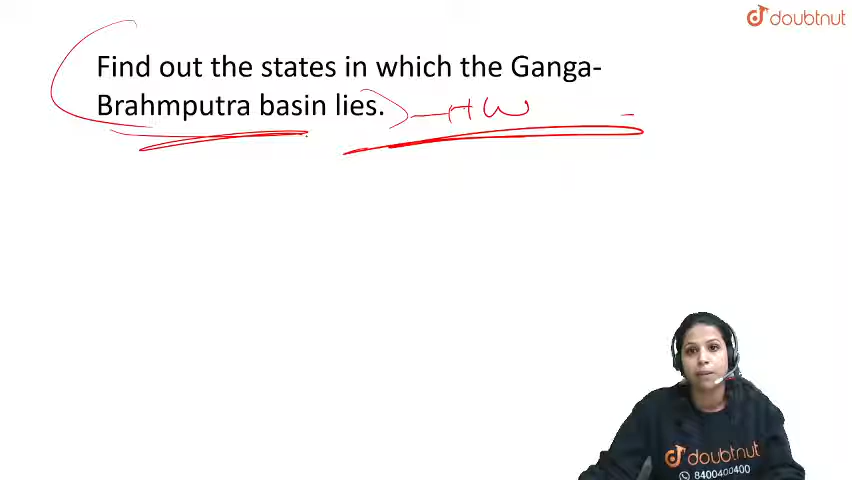 doubtnut
Find out the states in which the Ganga-
Brahmputra basin lies. HW
doubtnut
8400400400